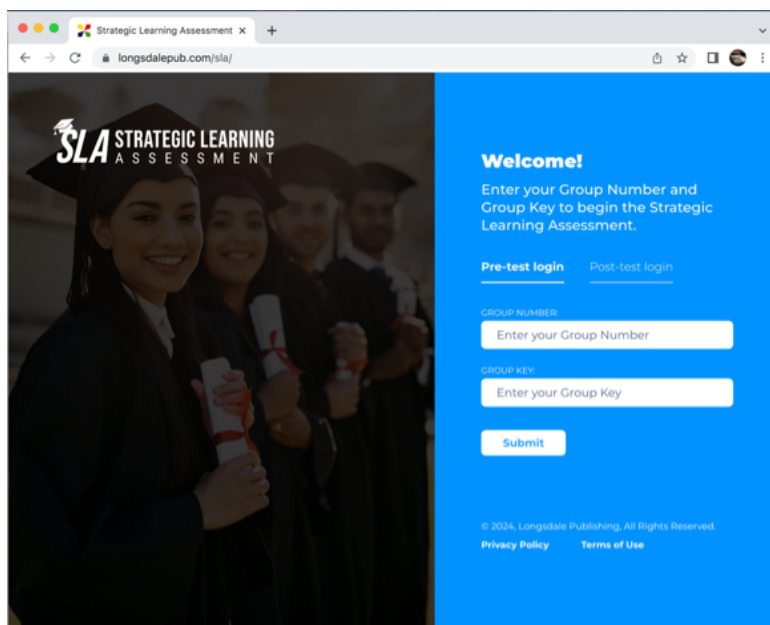 Strategic Learning Assessment
longsdalepub.com/sla/
SLA STRATEGIC LEARNING
ASSESSMENT
Welcome!
Enter your Group Number and
Group Key to begin the Strategic
Learning Assessment.
Pre-test login Post-test login
GROUP NUMBER:
Enter your Group Number
GROUP KEY:
Enter your Group Key
Submit
© 2024, Longsdale Publishing, All Rights Reserved.
Privacy Policy Terms of Use